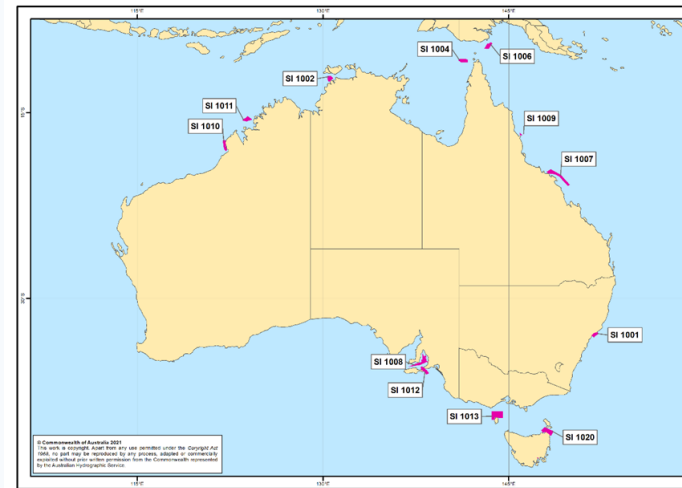 SI 1004
SI 1006
SI 1002
SI 1011
SI 1010
SI 1009
SI 1007
SI 1001
SI 1008
SI 1012
SI 1013
SI 1020
115°E
130°E
145°E
15°S
© Commonwealth of Australia 2021
This work is copyright. Apart from any use permitted under the Copyright Act
1968, no part may be reproduced by any process, adapted or commercially
exploited without prior written permission from the Commonwealth represented
by the Australian Hydrographic Service.